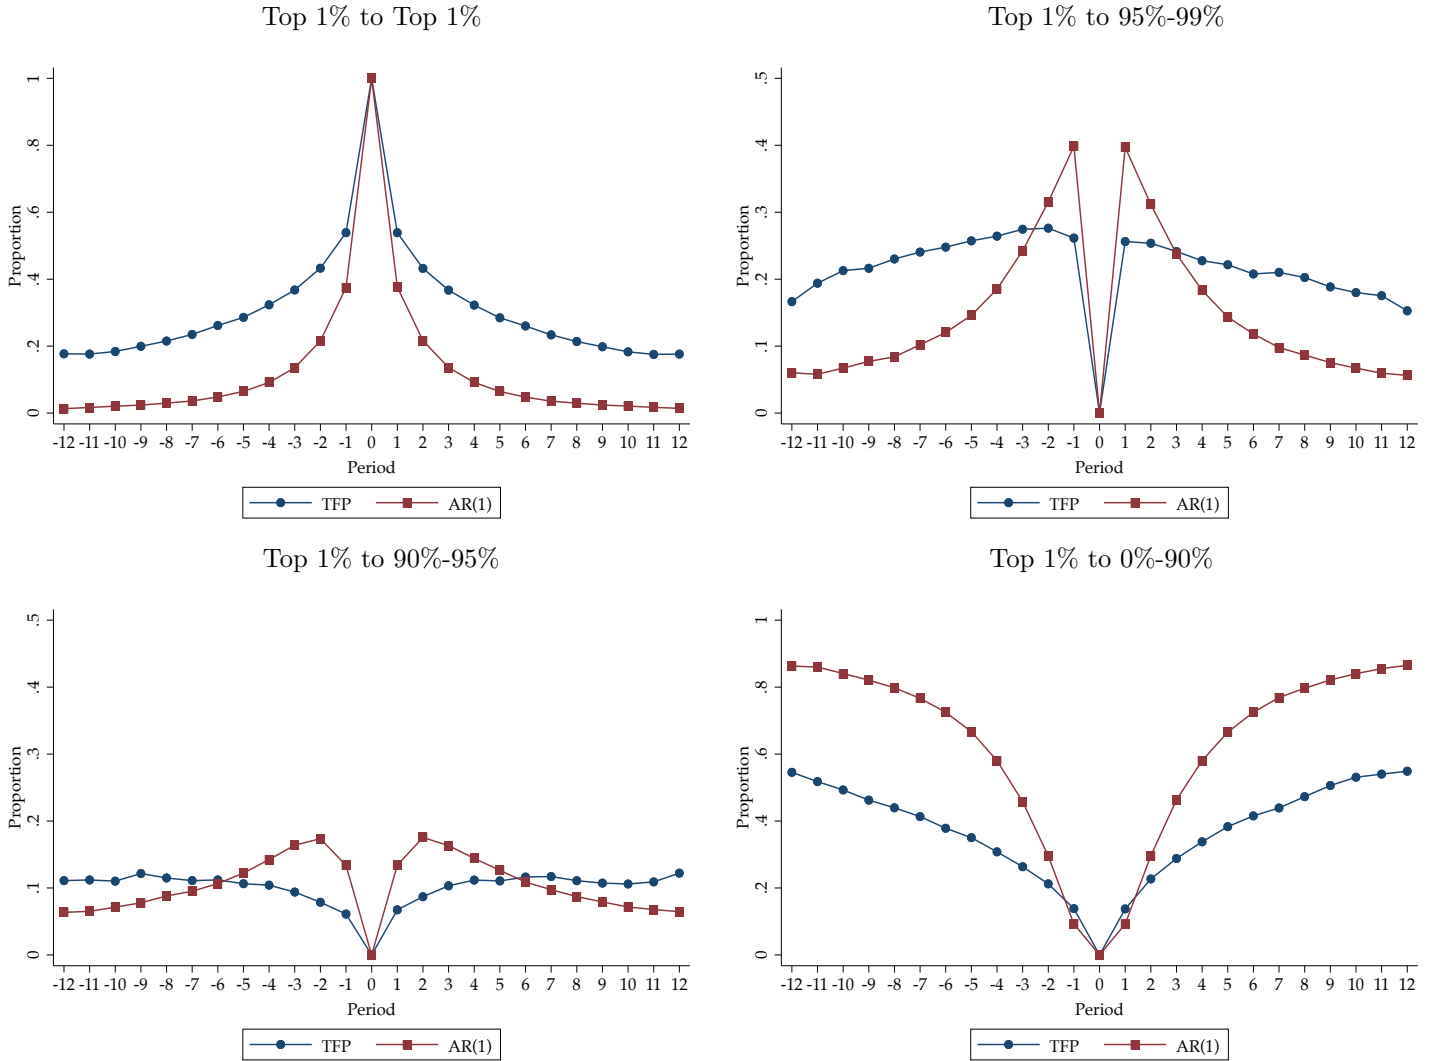 Top 1% to Top 1%
Proportion
0 .2 .4 .6 .8 1
-12 -11 -10 -9 -8 -7 -6 -5 -4 -3 -2 -1 0 1 2 3 4 5 6 7 8 9 10 11 12
Period
TFP AR(1)
Top 1% to 95%-99%
Proportion
0 .1 .2 .3 .4 .5
-12 -11 -10 -9 -8 -7 -6 -5 -4 -3 -2 -1 0 1 2 3 4 5 6 7 8 9 10 11 12
Period
TFP AR(1)
Top 1% to 90%-95%
Proportion
0 .1 .2 .3 .4 .5
-12 -11 -10 -9 -8 -7 -6 -5 -4 -3 -2 -1 0 1 2 3 4 5 6 7 8 9 10 11 12
Period
TFP AR(1)
Top 1% to 0%-90%
Proportion
0 .2 .4 .6 .8 1
-12 -11 -10 -9 -8 -7 -6 -5 -4 -3 -2 -1 0 1 2 3 4 5 6 7 8 9 10 11 12
Period
TFP AR(1)